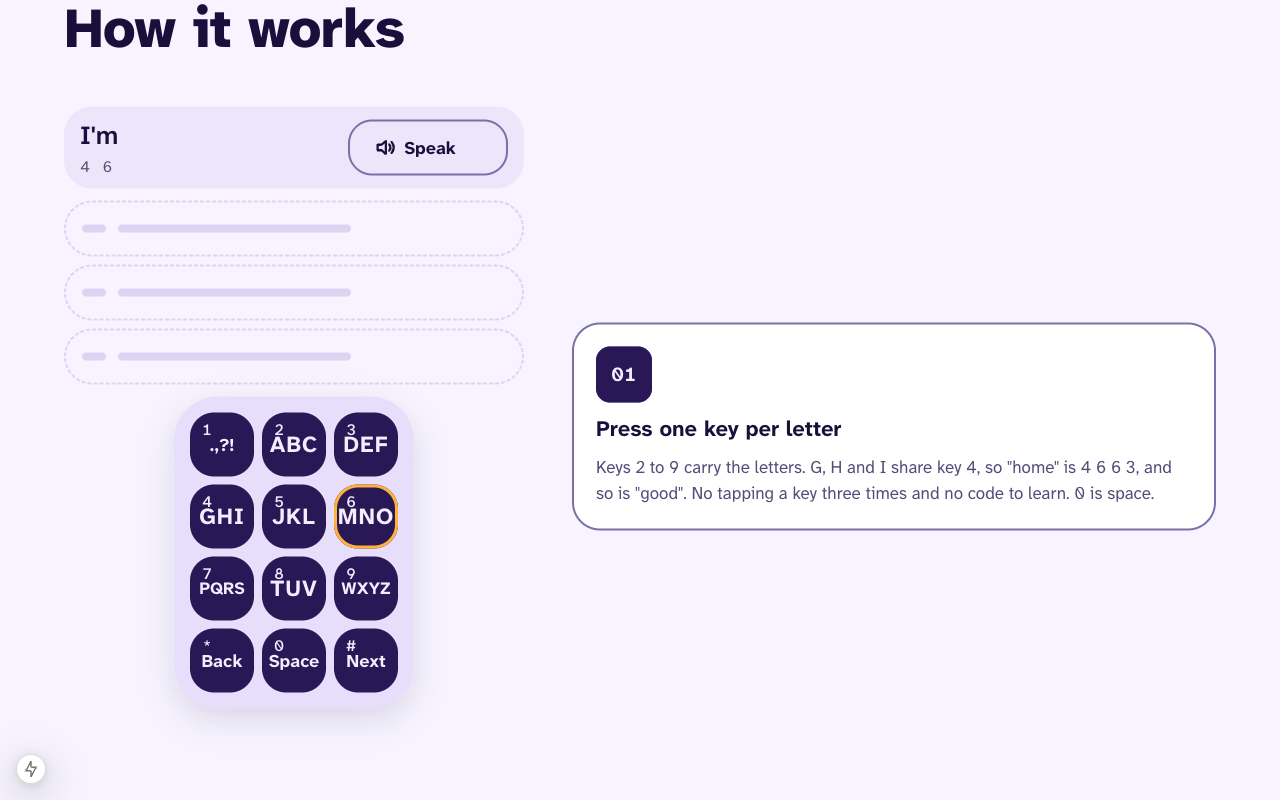 How it works
I'm
4 6
Speak
01
Press one key per letter
Keys 2 to 9 carry the letters. G, H and I share key 4, so "home" is 4 6 6 3, and
so is "good". No tapping a key three times and no code to learn. 0 is space.
1 2 3
.,?! ABC DEF
4 5 6
GHI JKL MNO
7 8 9
PQRS TUV WXYZ
* 0 #
Back Space Next